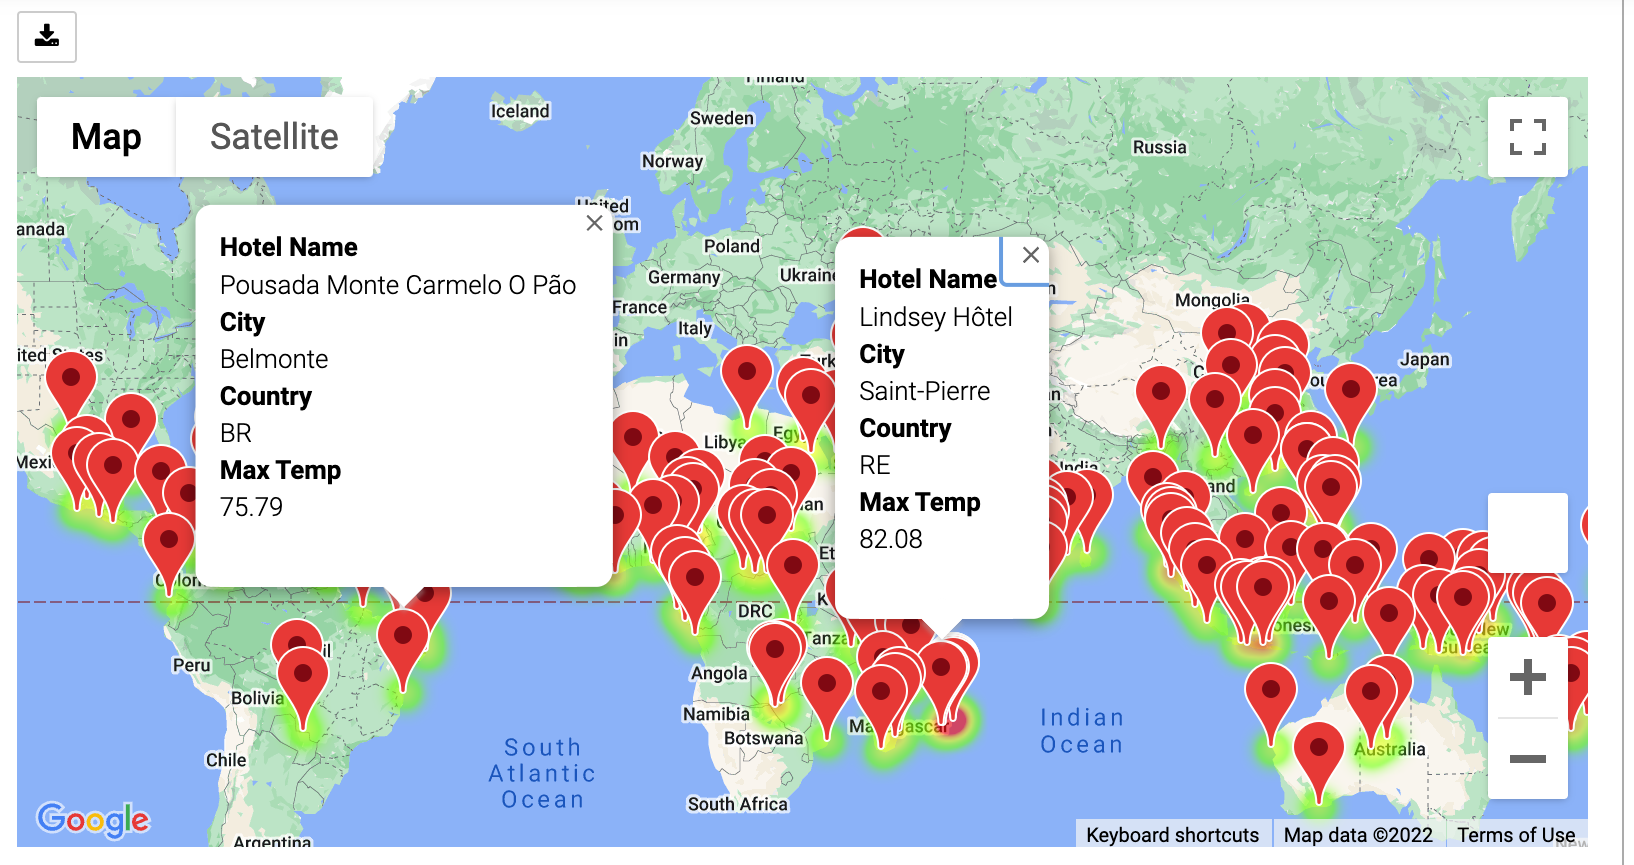 Map
Satellite
Finland
Iceland
Sweden
Norway
Russia
United
anada
Poland
Germany
Ukraine
France
Italy
Mongolia
Japan
Hotel Name
Pousada Monte Carmelo O Pão
City
Belmonte
Country
BR
Max Temp
75.79
Hotel Name
Lindsey Hôtel
City
Saint-Pierre
Country
RE
Max Temp
82.08
ited States
Mexi
Libya
Egy
India
and
Colom
DRC
Tanza
Peru
Bolivia
Angola
Namibia
Botswana
Madagascar
Chile
South
Atlantic
Ocean
Indian
Ocean
South Africa
Australia
Argentina
Google
Keyboard shortcuts
Map data ©2022
Terms of Use